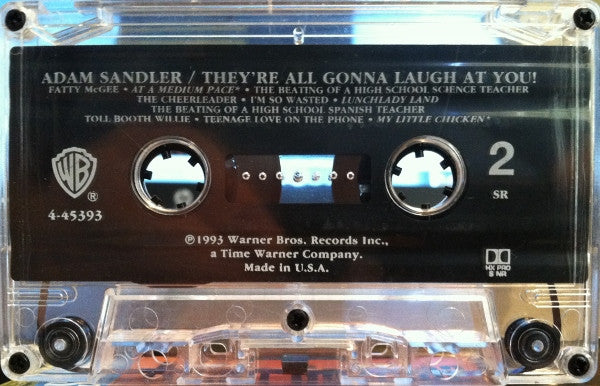 ADAM SANDLER / THEY'RE ALL GONNA LAUGH AT YOU!
FATTY McGEE • AT A MEDIUM PACE* • THE BEATING OF A HIGH SCHOOL SCIENCE TEACHER
THE CHEERLEADER • I'M SO WASTED • LUNCHLADY LAND
THE BEATING OF A HIGH SCHOOL SPANISH TEACHER
TOLL BOOTH WILLIE • TEENAGE LOVE ON THE PHONE • MY LITTLE CHICKEN*
WB
®
4-45393
2
SR
℗1993 Warner Bros. Records Inc.,
a Time Warner Company.
Made in U.S.A.
HX PRO
B NR